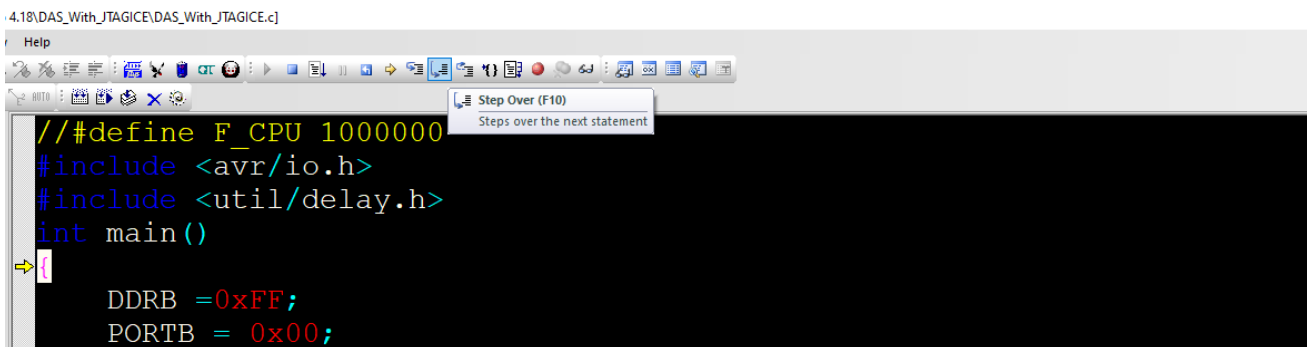 4.18\DAS_With_JTAGICE\DAS_With_JTAGICE.c]
Help
AUTO
Step Over (F10)
Steps over the next statement
//#define F_CPU 1000000
#include <avr/io.h>
#include <util/delay.h>
int main()
{
DDRB =0xFF;
PORTB = 0x00;